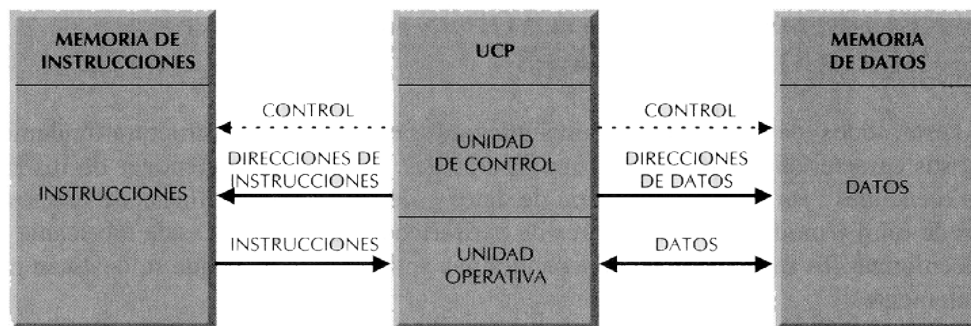 MEMORIA DE
INSTRUCCIONES
INSTRUCCIONES
CONTROL
DIRECCIONES DE
INSTRUCCIONES
INSTRUCCIONES
UCP
UNIDAD
DE CONTROL
UNIDAD
OPERATIVA
CONTROL
DIRECCIONES
DE DATOS
DATOS
MEMORIA
DE DATOS
DATOS